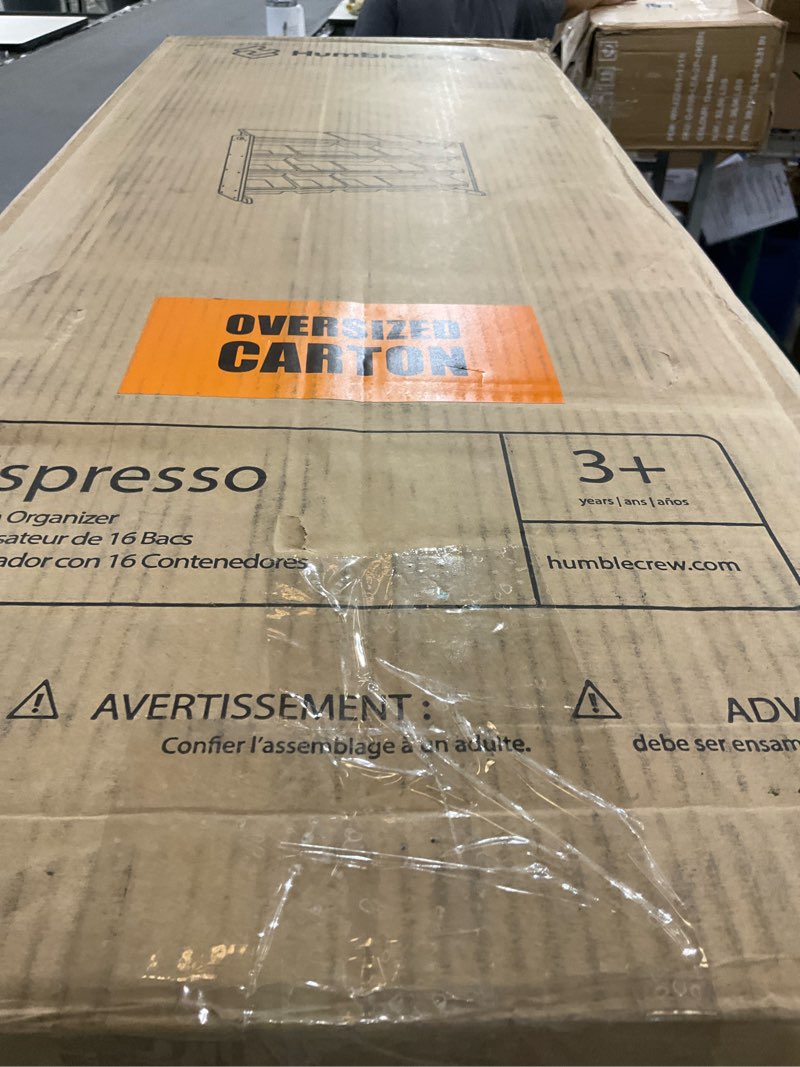 HumbleCrew
OVERSIZED
CARTON
spresso
Organizer
sateur de 16 Bacs
ador con 16 Contenedores
3+
years | ans | años
humblecrew.com
AVERTISSEMENT :
Confier l'assemblage à un adulte.
ADV
debe ser ensam